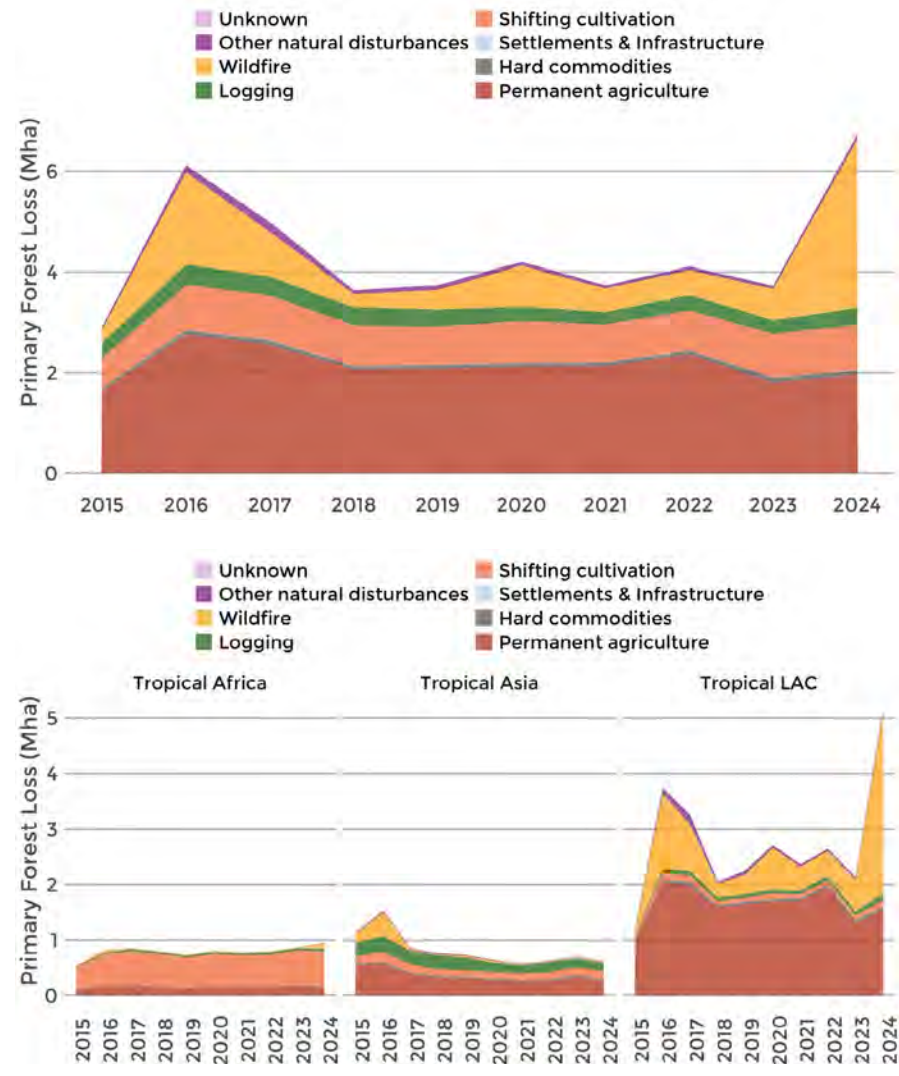 Unknown Shifting cultivation
Other natural disturbances Settlements & Infrastructure
Wildfire Hard commodities
Logging Permanent agriculture
Primary Forest Loss (Mha)
6
4
2
0
2015 2016 2017 2018 2019 2020 2021 2022 2023 2024
Unknown Shifting cultivation
Other natural disturbances Settlements & Infrastructure
Wildfire Hard commodities
Logging Permanent agriculture
Tropical Africa Tropical Asia Tropical LAC
Primary Forest Loss (Mha)
5
4
3
2
1
0
2015 2016 2017 2018 2019 2020 2021 2022 2023 2024 2015 2016 2017 2018 2019 2020 2021 2022 2023 2024 2015 2016 2017 2018 2019 2020 2021 2022 2023 2024